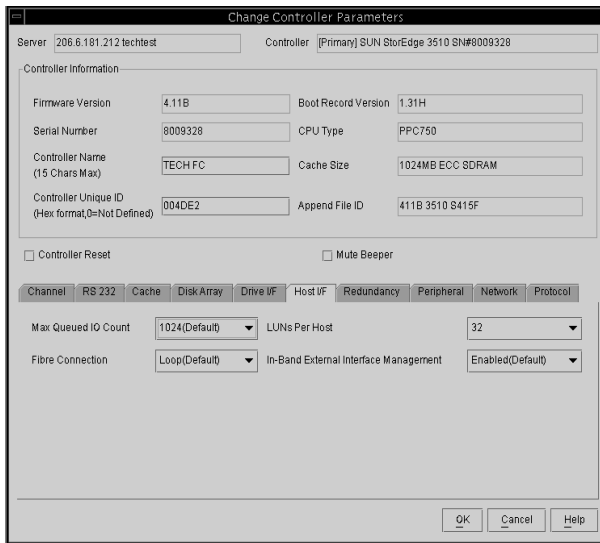 Change Controller Parameters
Server 206.6.181.212 techtest Controller [Primary] SUN StorEdge 3510 SN#8009328
Controller Information
Firmware Version 4.11B Boot Record Version 1.31H
Serial Number 8009328 CPU Type PPC750
Controller Name
(15 Chars Max) TECH FC Cache Size 1024MB ECC SDRAM
Controller Unique ID
(Hex format,0=Not Defined) 004DE2 Append File ID 411B 3510 S415F
Controller Reset Mute Beeper
Channel RS 232 Cache Disk Array Drive I/F Host I/F Redundancy Peripheral Network Protocol
Max Queued IO Count 1024(Default) LUNs Per Host 32
Fibre Connection Loop(Default) In-Band External Interface Management Enabled(Default)
OK Cancel Help